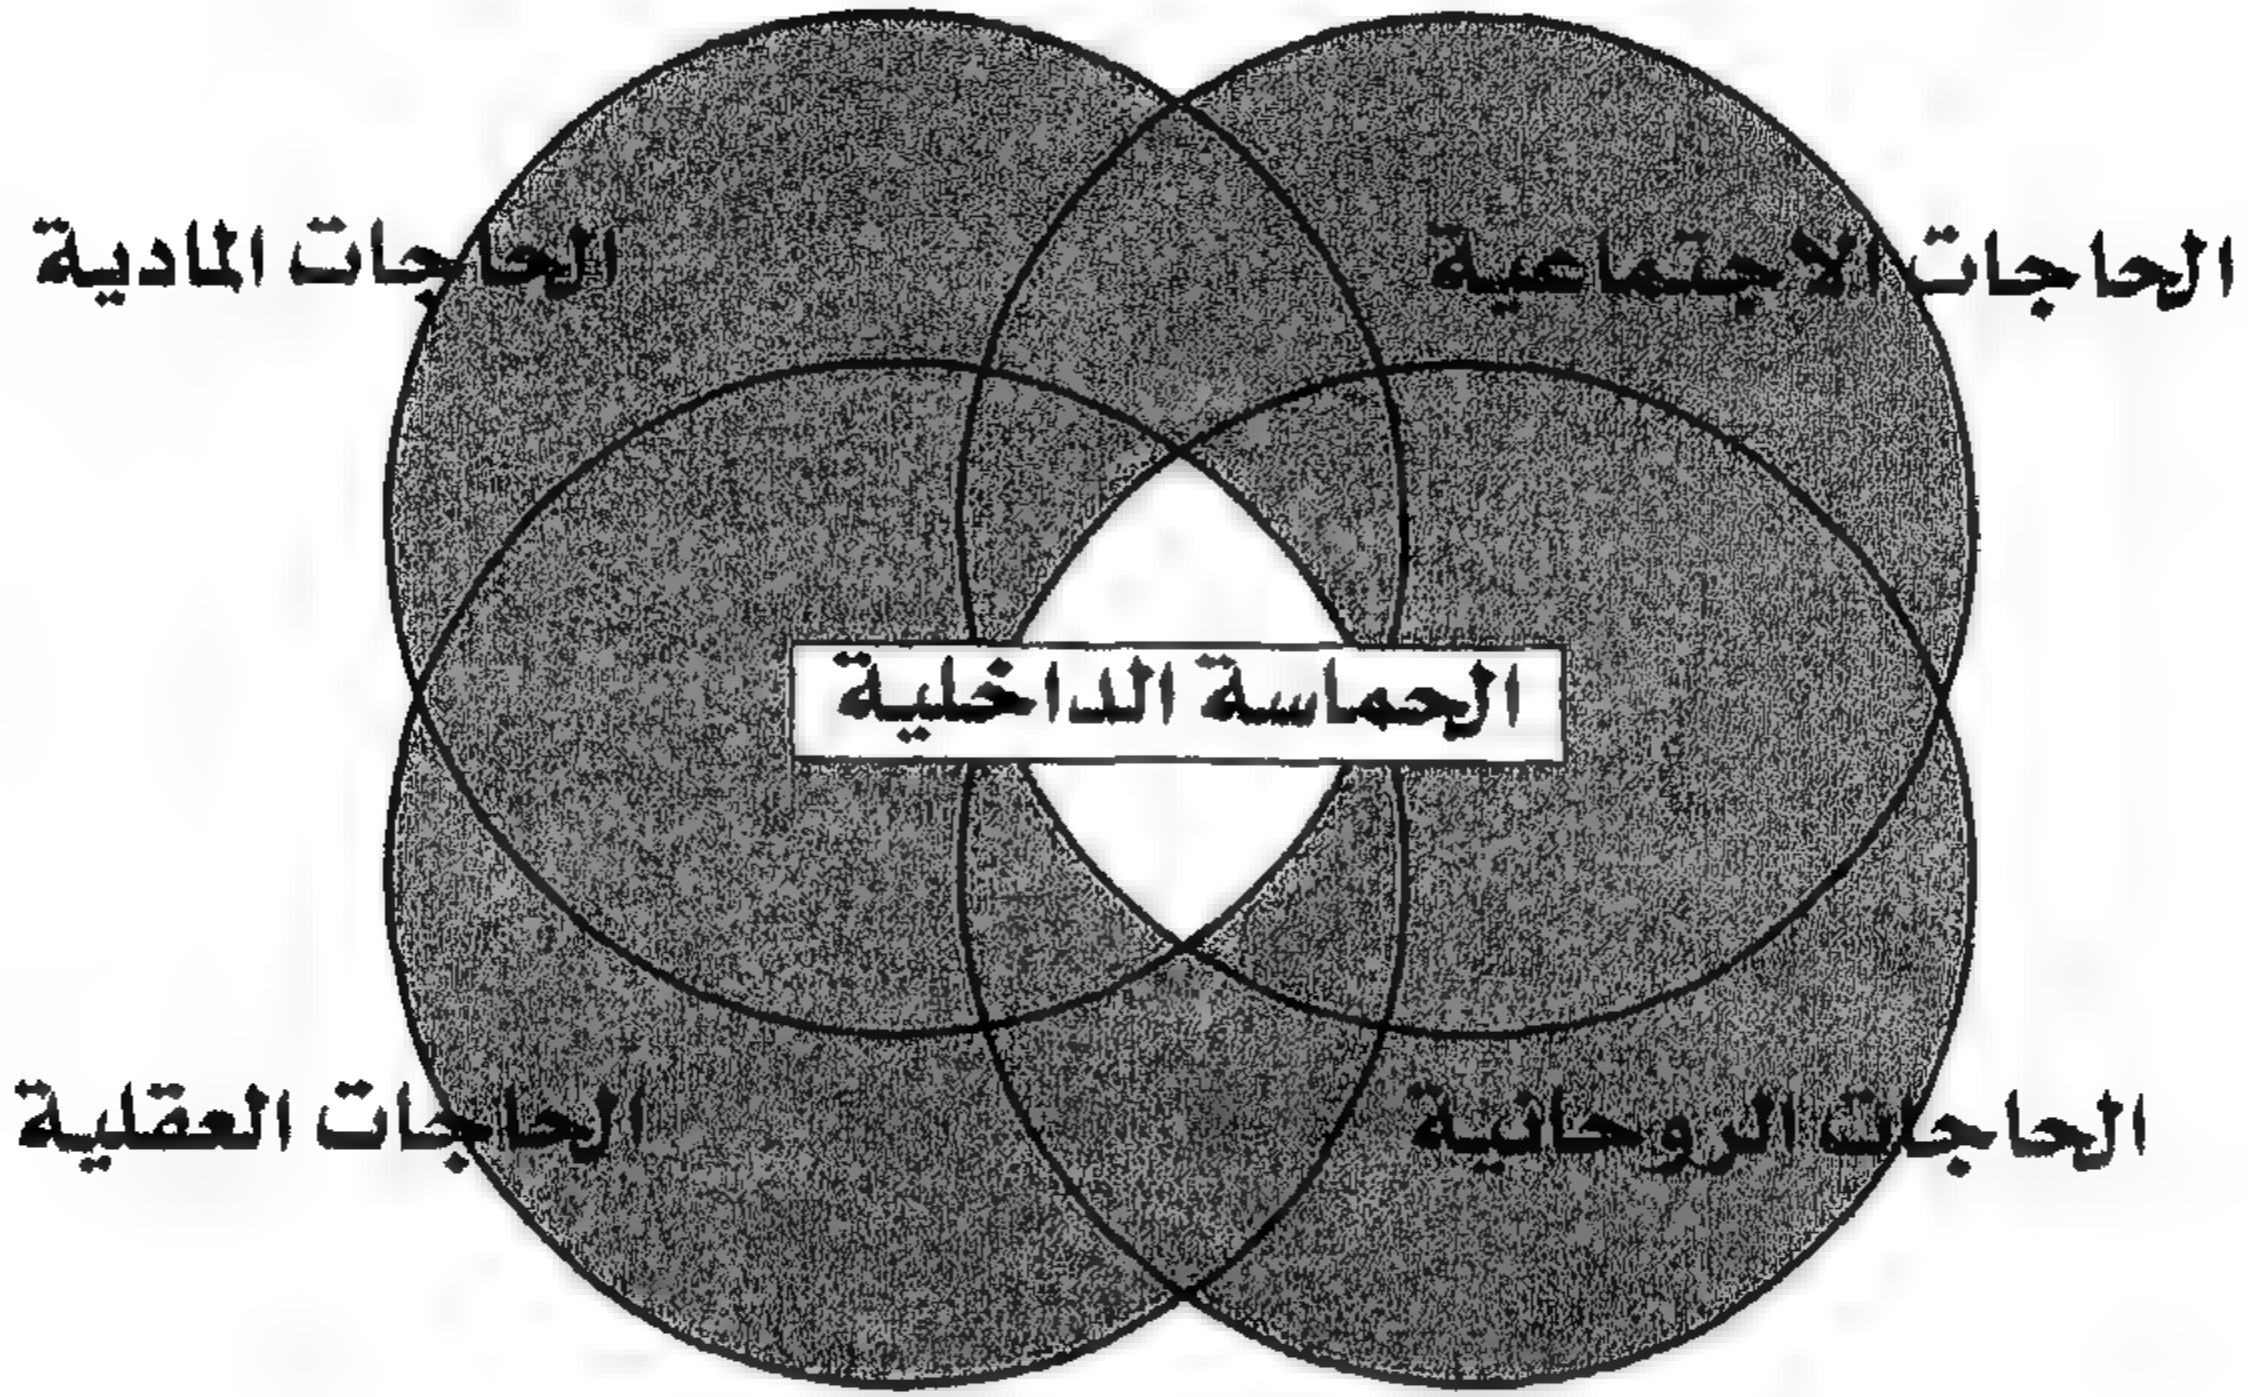 الحاجات الاجتماعية
الحاجات المادية
الحماسة الداخلية
الحاجات الروحانية
الحاجات العقلية